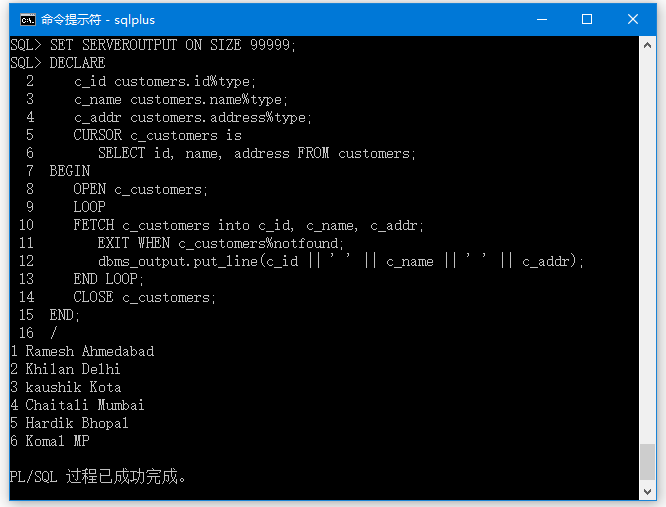 命令提示符 - sqlplus
SQL> SET SERVEROUTPUT ON SIZE 99999;
SQL> DECLARE
  2     c_id customers.id%type;
  3     c_name customers.name%type;
  4     c_addr customers.address%type;
  5     CURSOR c_customers is
  6        SELECT id, name, address FROM customers;
  7  BEGIN
  8     OPEN c_customers;
  9     LOOP
 10     FETCH c_customers into c_id, c_name, c_addr;
 11        EXIT WHEN c_customers%notfound;
 12        dbms_output.put_line(c_id || ' ' || c_name || ' ' || c_addr);
 13     END LOOP;
 14     CLOSE c_customers;
 15  END;
 16  /
1 Ramesh Ahmedabad
2 Khilan Delhi
3 kaushik Kota
4 Chaitali Mumbai
5 Hardik Bhopal
6 Komal MP
PL/SQL 过程已成功完成。